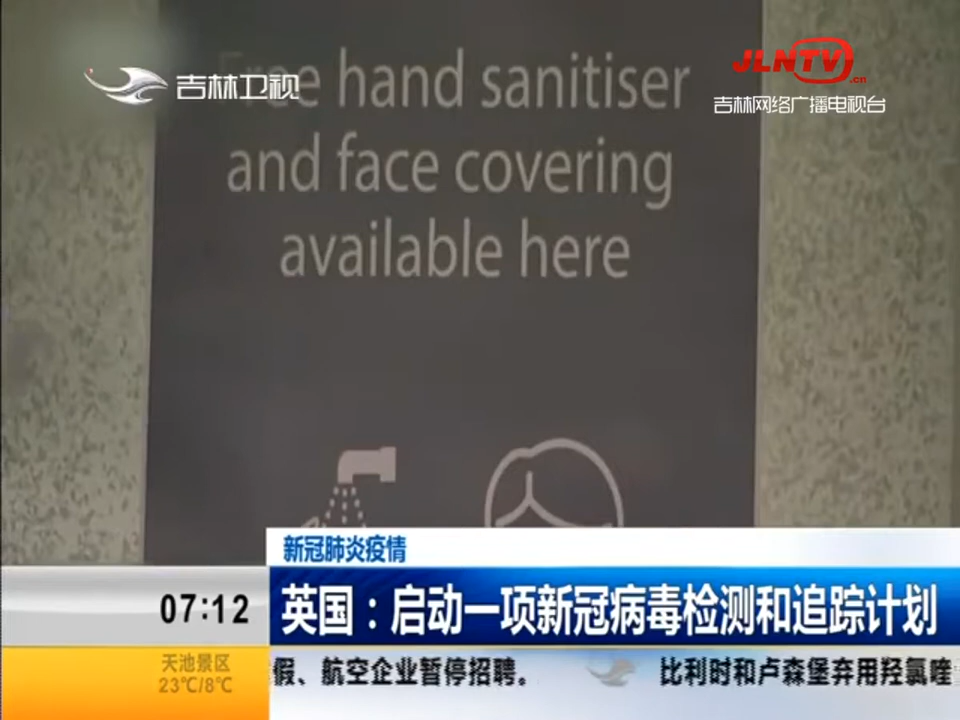 吉林卫视
JLNTV.cn
吉林网络广播电视台
Free hand sanitiser
and face covering
available here
新冠肺炎疫情
07:12
英国：启动一项新冠病毒检测和追踪计划
天池景区
23℃/8℃
假、航空企业暂停招聘。 比利时和卢森堡弃用羟氯喹